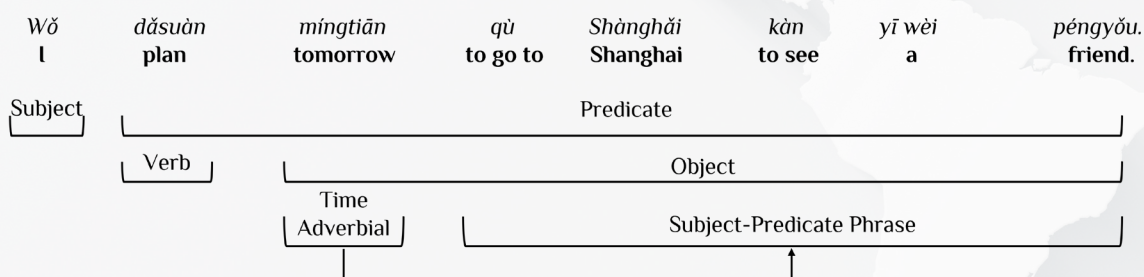 Wǒ dǎsuàn míngtiān qù Shànghǎi kàn yī wèi péngyǒu.
I plan tomorrow to go to Shanghai to see a friend.
Subject Predicate
Verb Object
Time
Adverbial Subject-Predicate Phrase